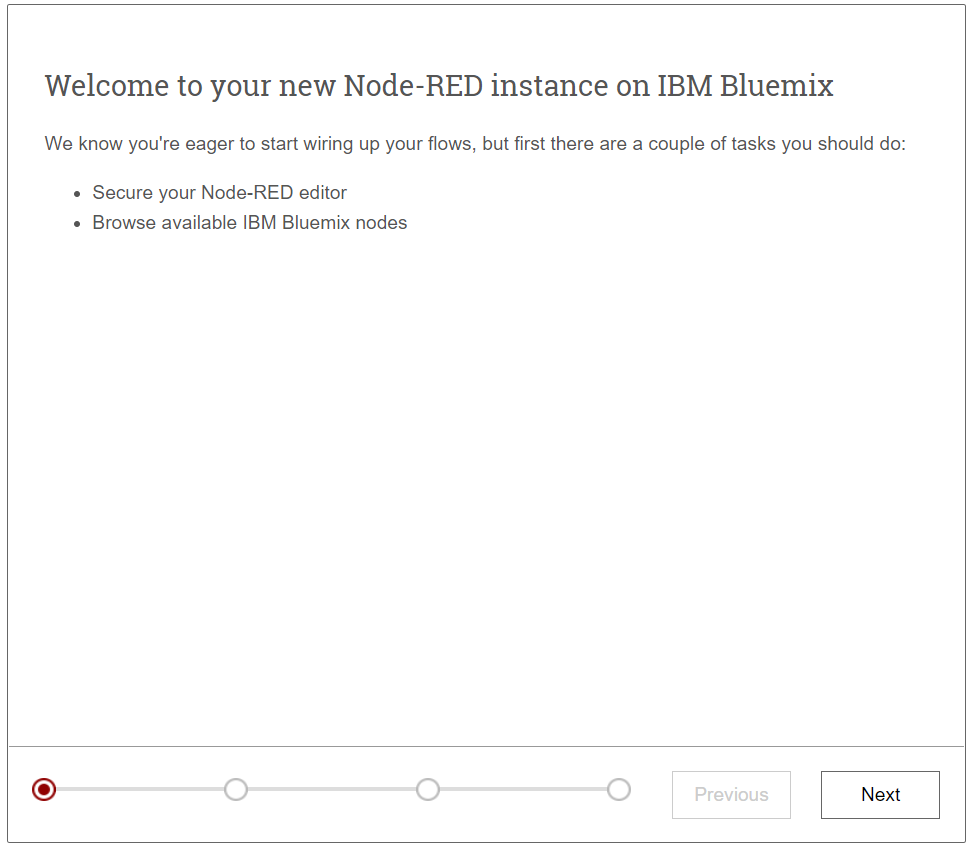 Welcome to your new Node-RED instance on IBM Bluemix
We know you're eager to start wiring up your flows, but first there are a couple of tasks you should do:
Secure your Node-RED editor
Browse available IBM Bluemix nodes
Previous
Next